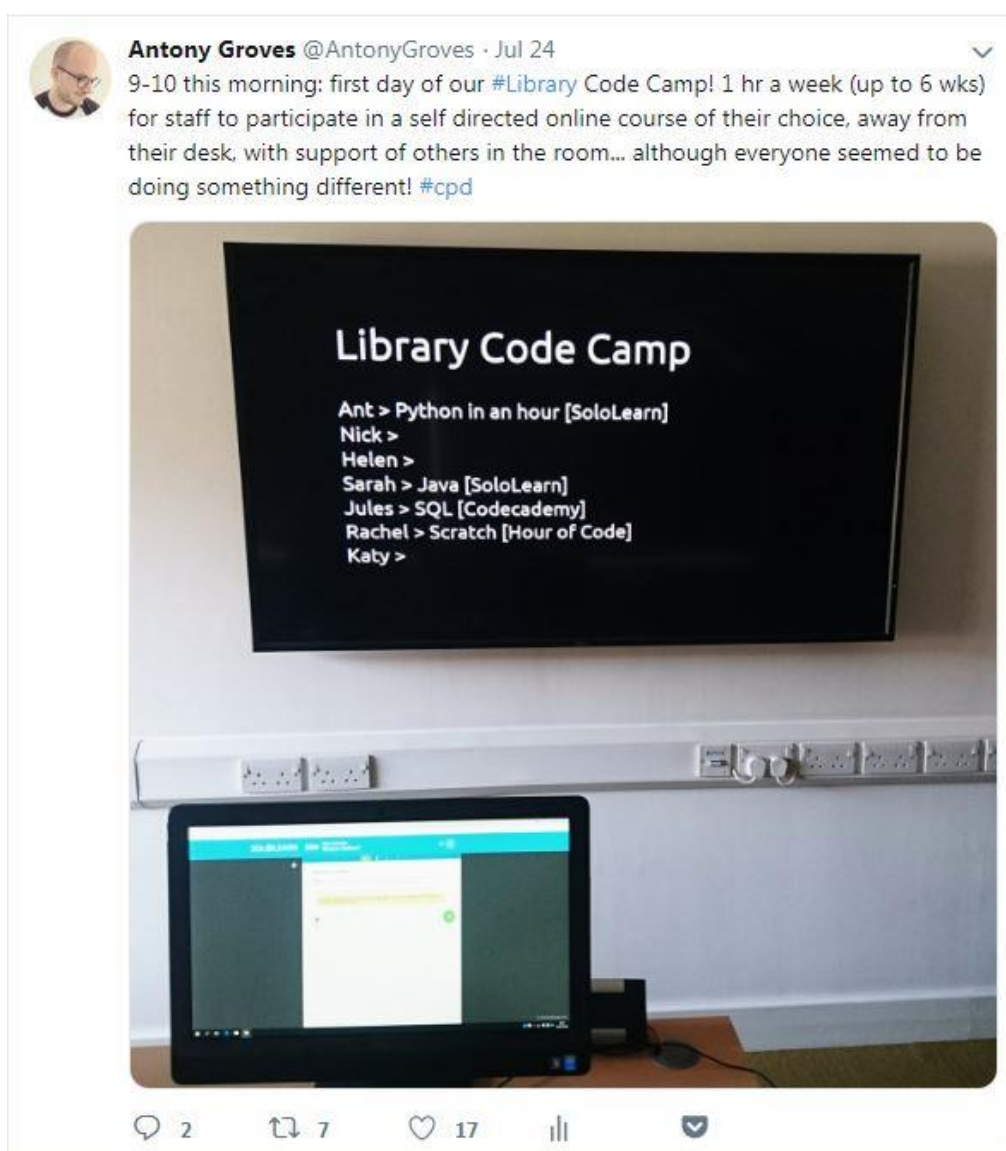 Antony Groves @AntonyGroves · Jul 24
9-10 this morning: first day of our #Library Code Camp! 1 hr a week (up to 6 wks)
for staff to participate in a self directed online course of their choice, away from
their desk, with support of others in the room... although everyone seemed to be
doing something different! #cpd
Library Code Camp
Ant > Python in an hour [SoloLearn]
Nick >
Helen >
Sarah > Java [SoloLearn]
Jules > SQL [Codecademy]
Rachel > Scratch [Hour of Code]
Katy >
SOLOLEARN
2 7 17